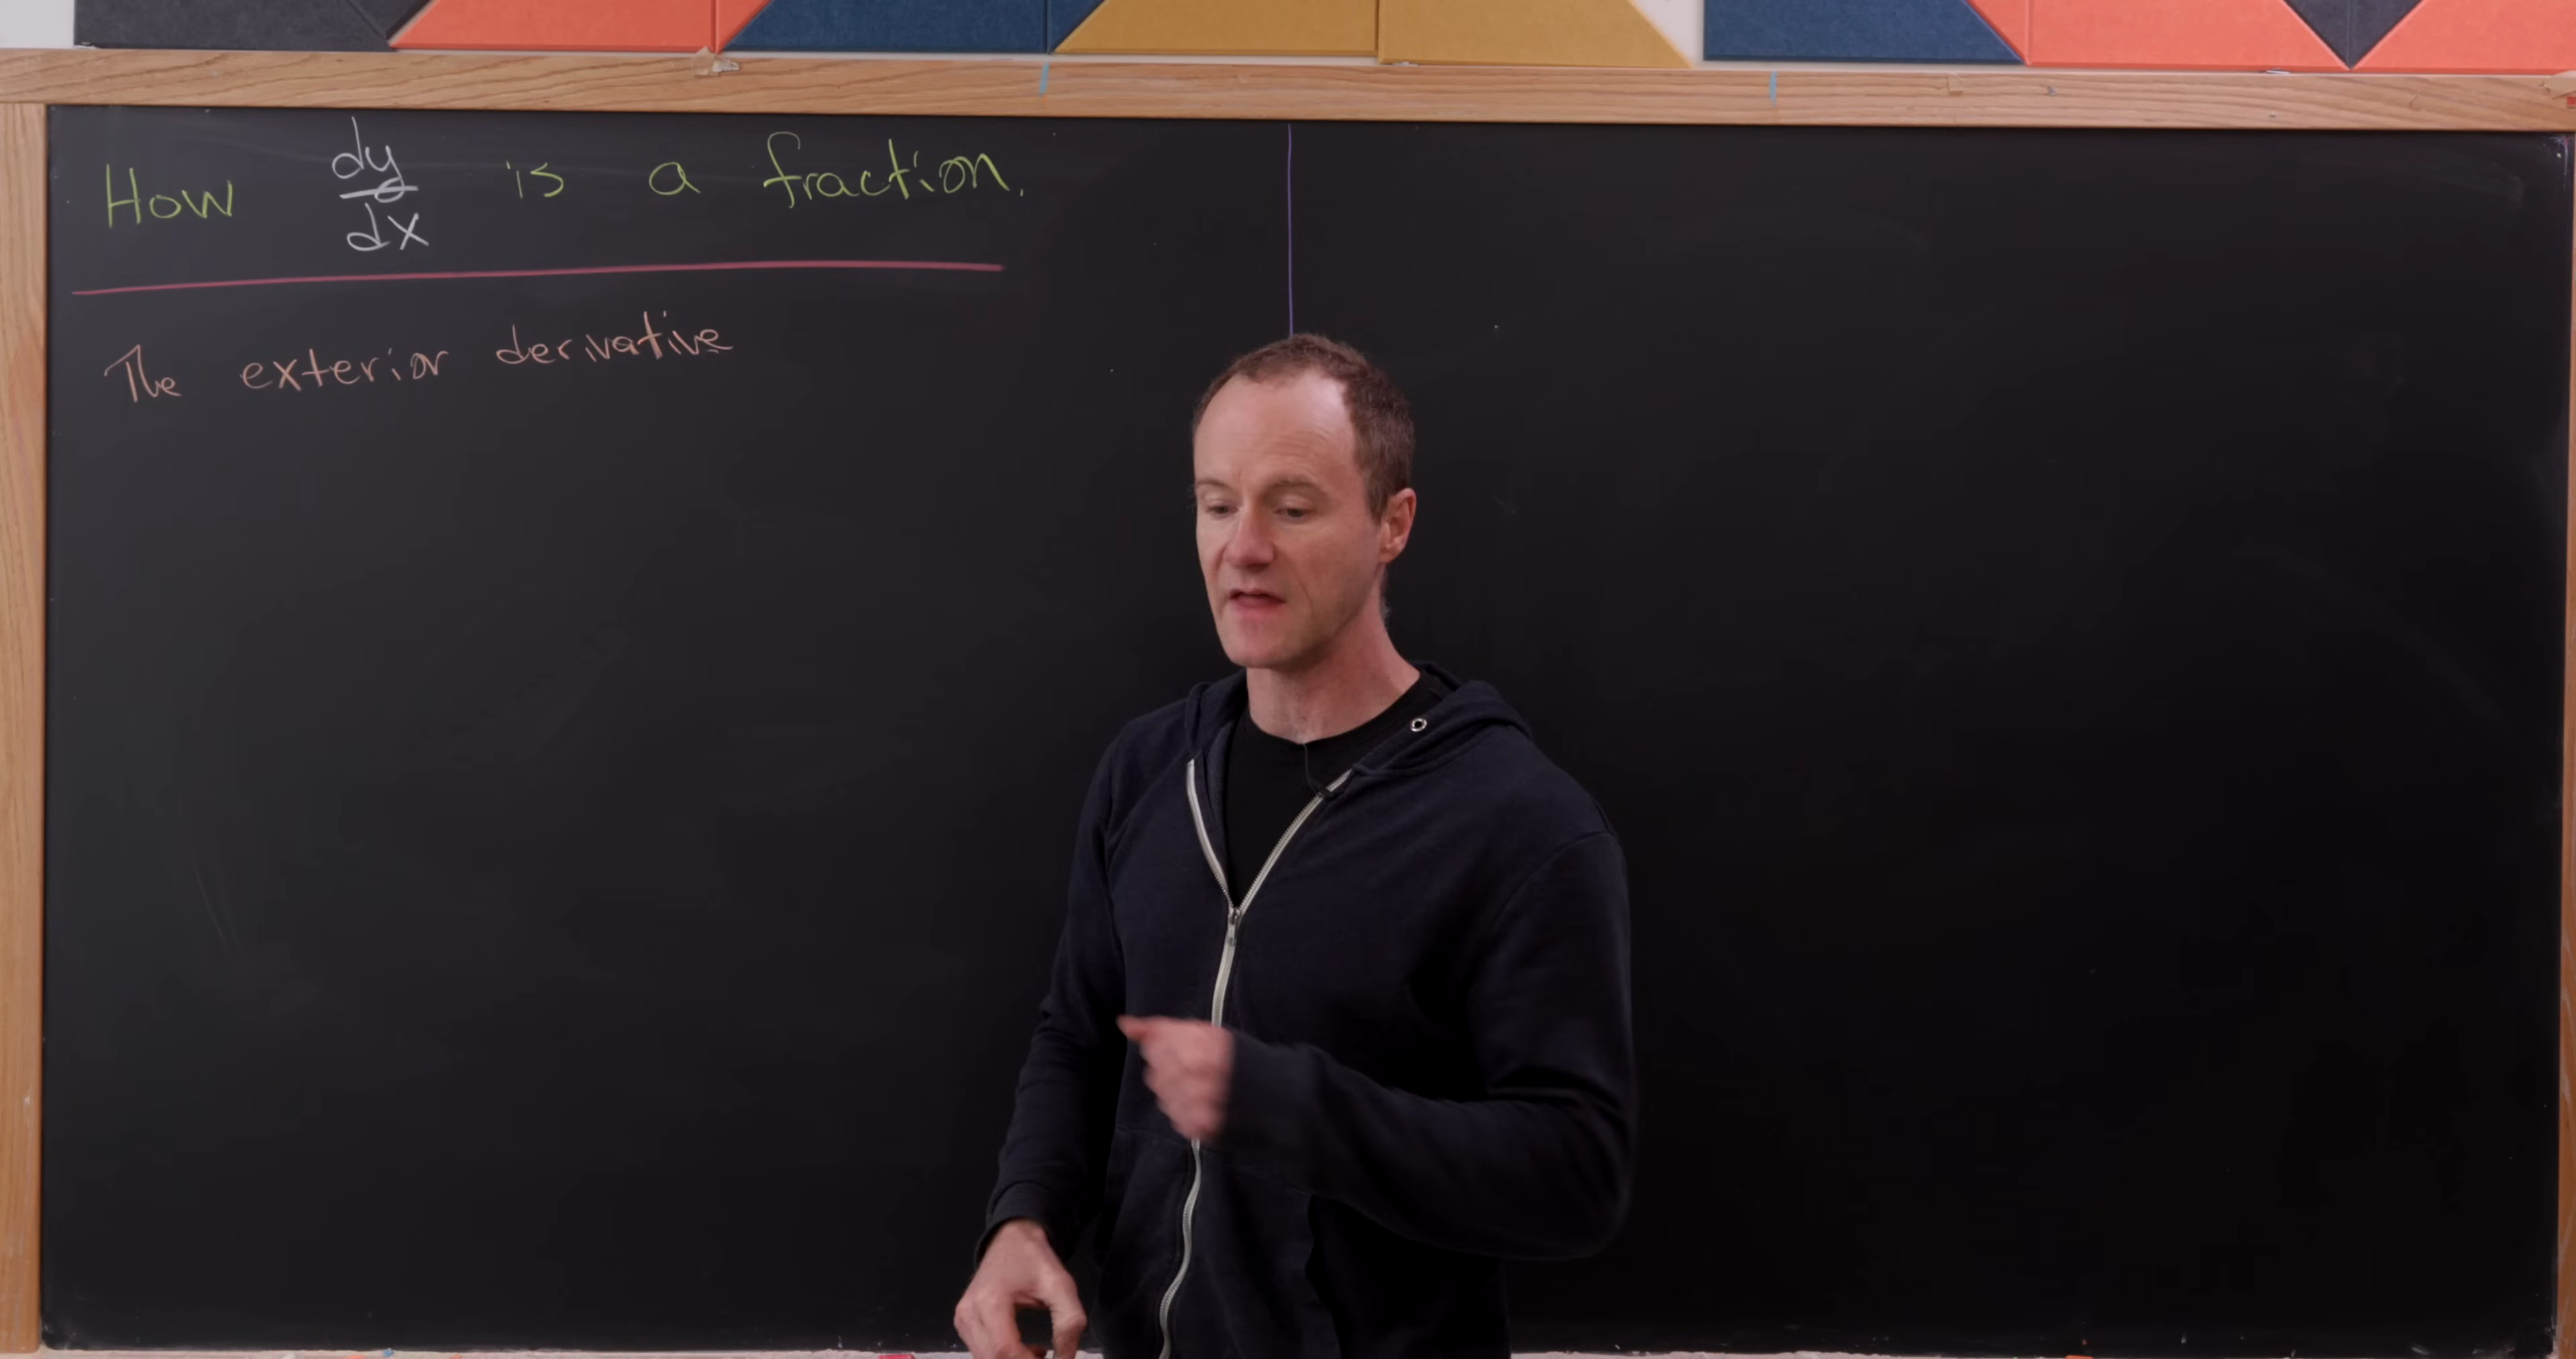 How dy/dx is a fraction.
The exterior derivative